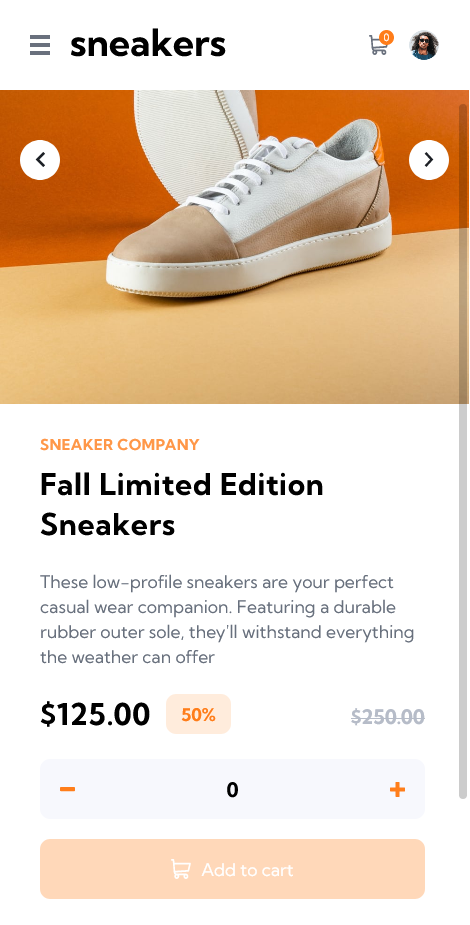 sneakers
0
SNEAKER COMPANY
Fall Limited Edition
Sneakers
These low-profile sneakers are your perfect
casual wear companion. Featuring a durable
rubber outer sole, they'll withstand everything
the weather can offer
$125.00 50% $250.00
0
Add to cart